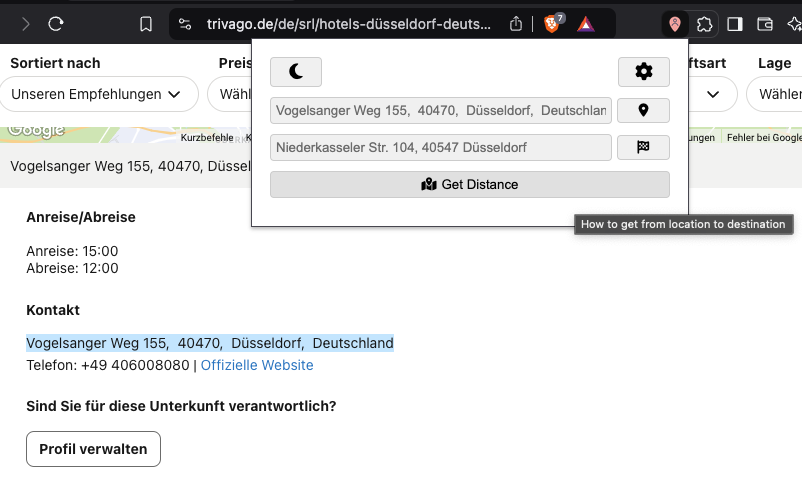 trivago.de/de/srl/hotels-düsseldorf-deuts...
7
Sortiert nach
Preis
ftsart
Lage
Unseren Empfehlungen
Wähl
Wählen
Google
Kurzbefehle
K
ungen
Fehler bei Google
Vogelsanger Weg 155, 40470, Düssel
Vogelsanger Weg 155, 40470, Düsseldorf, Deutschlan
Niederkasseler Str. 104, 40547 Düsseldorf
Get Distance
How to get from location to destination
Anreise/Abreise
Anreise: 15:00
Abreise: 12:00
Kontakt
Vogelsanger Weg 155, 40470, Düsseldorf, Deutschland
Telefon: +49 406008080 | Offizielle Website
Sind Sie für diese Unterkunft verantwortlich?
Profil verwalten